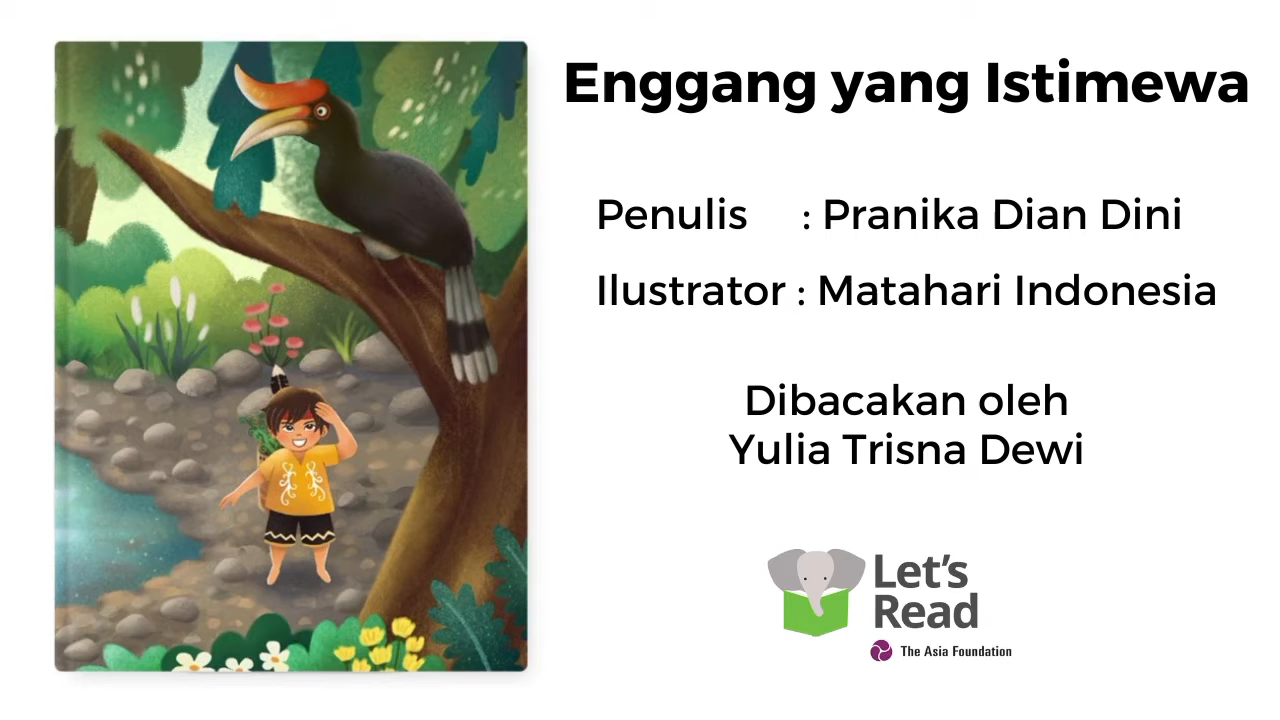 Enggang yang Istimewa
Penulis : Pranika Dian Dini
Ilustrator : Matahari Indonesia
Dibacakan oleh
Yulia Trisna Dewi
Let's
Read
The Asia Foundation